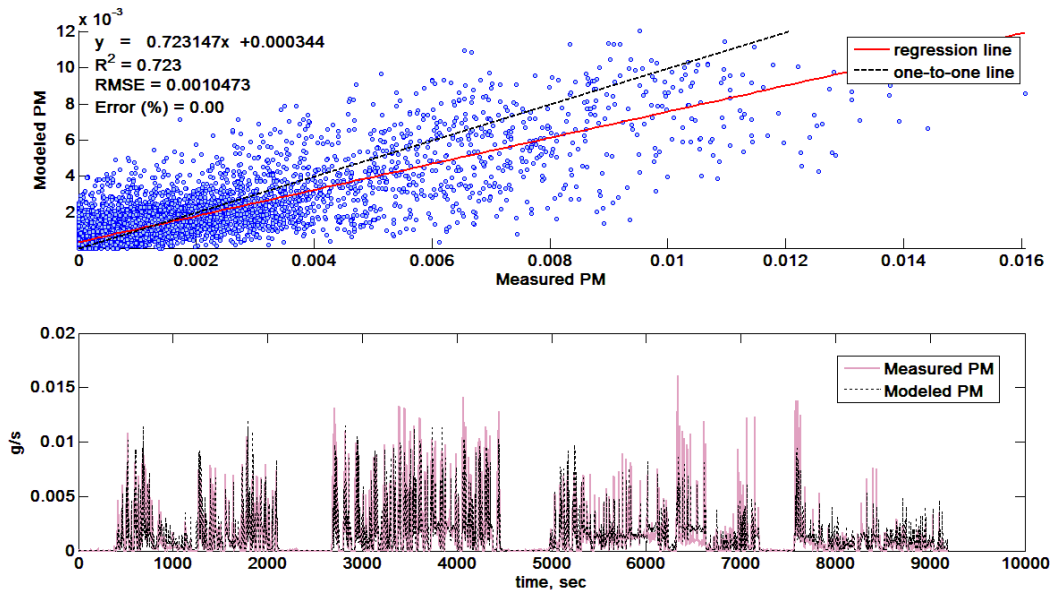 x 10⁻³
12
10
8
6
4
2
Modeled PM
y = 0.723147x +0.000344
R² = 0.723
RMSE = 0.0010473
Error (%) = 0.00
regression line
one-to-one line
0 0.002 0.004 0.006 0.008 0.01 0.012 0.014 0.016
Measured PM
0.02
0.015
0.01
0.005
0
g/s
Measured PM
Modeled PM
0 1000 2000 3000 4000 5000 6000 7000 8000 9000 10000
time, sec